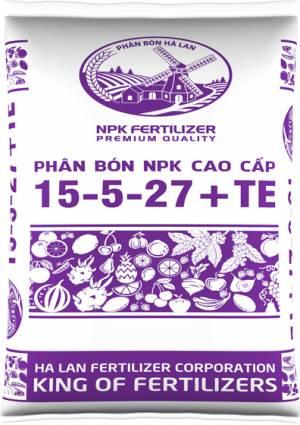 PHÂN BÓN HÀ LAN
NPK FERTILIZER
PREMIUM QUALITY
PHÂN BÓN NPK CAO CẤP
15-5-27+TE
HA LAN FERTILIZER CORPORATION
KING OF FERTILIZERS